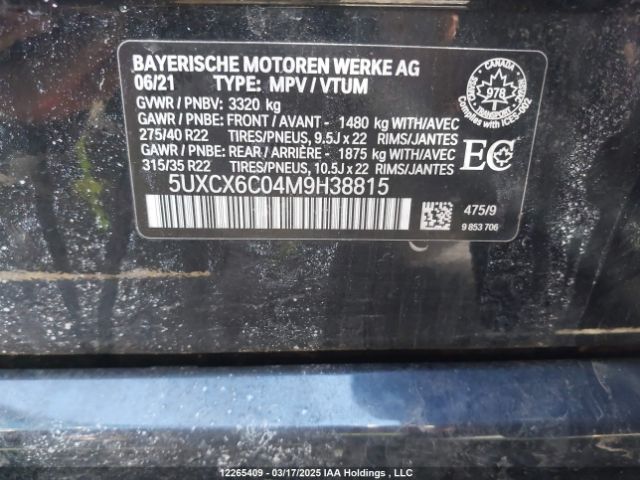 BAYERISCHE MOTOREN WERKE AG
06/21 TYPE: MPV / VTUM
GVWR / PNBV: 3320 kg
GAWR / PNBE: FRONT / AVANT - 1480 kg WITH/AVEC
275/40 R22 TIRES/PNEUS, 9.5J x 22 RIMS/JANTES
GAWR / PNBE: REAR / ARRIÈRE - 1875 kg WITH/AVEC
315/35 R22 TIRES/PNEUS, 10.5J x 22 RIMS/JANTES
CANADA
978
TRANSPORT
ICES-002
EC
5UXCX6C04M9H38815
475/9
9 853 706
12265409 - 03/17/2025 IAA Holdings , LLC